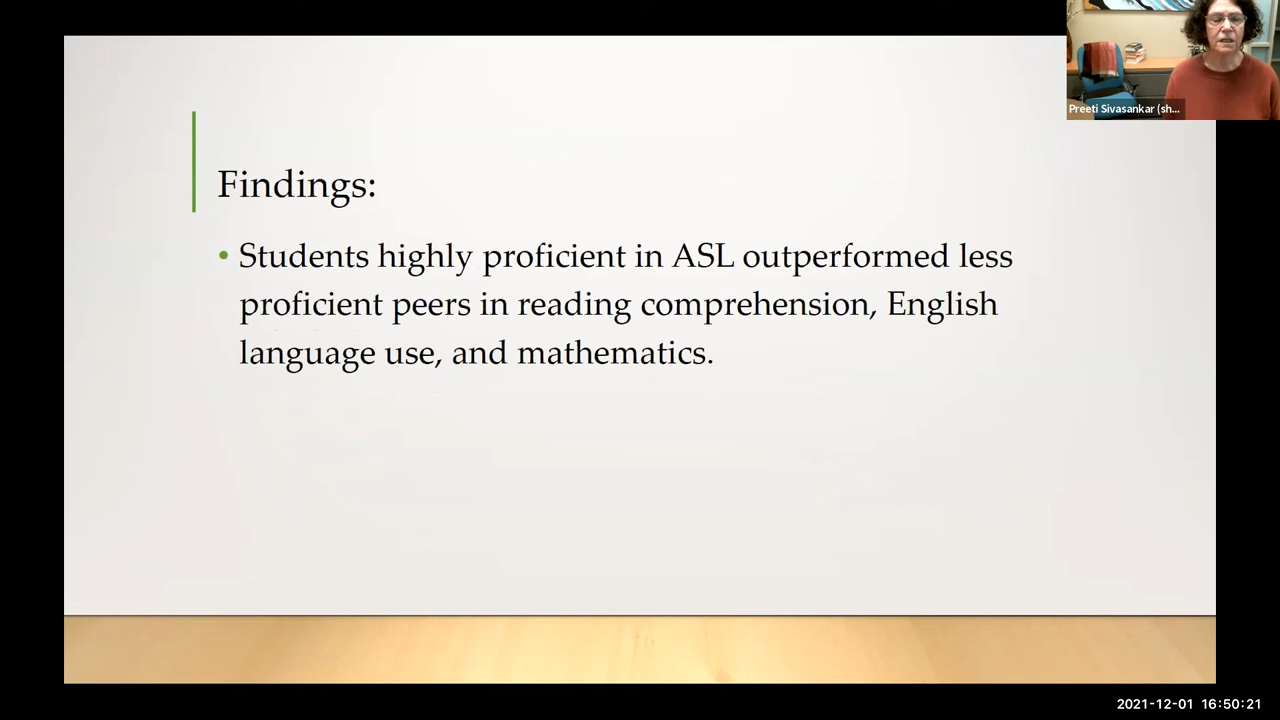 Preeti Sivasankar (sh...
Findings:
• Students highly proficient in ASL outperformed less
proficient peers in reading comprehension, English
language use, and mathematics.
2021-12-01 16:50:21